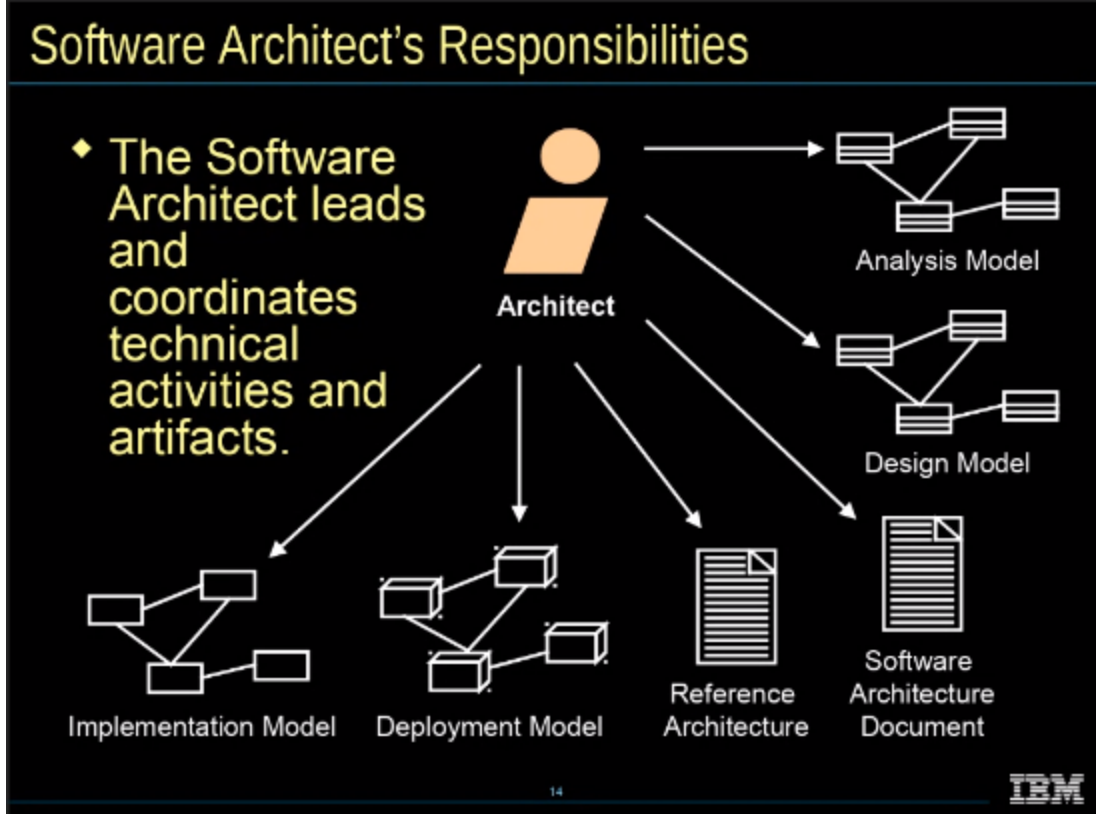 Software Architect's Responsibilities
The Software
Architect leads
and
coordinates
technical
activities and
artifacts.
Architect
Analysis Model
Design Model
Implementation Model
Deployment Model
Reference
Architecture
Software
Architecture
Document
14
IBM